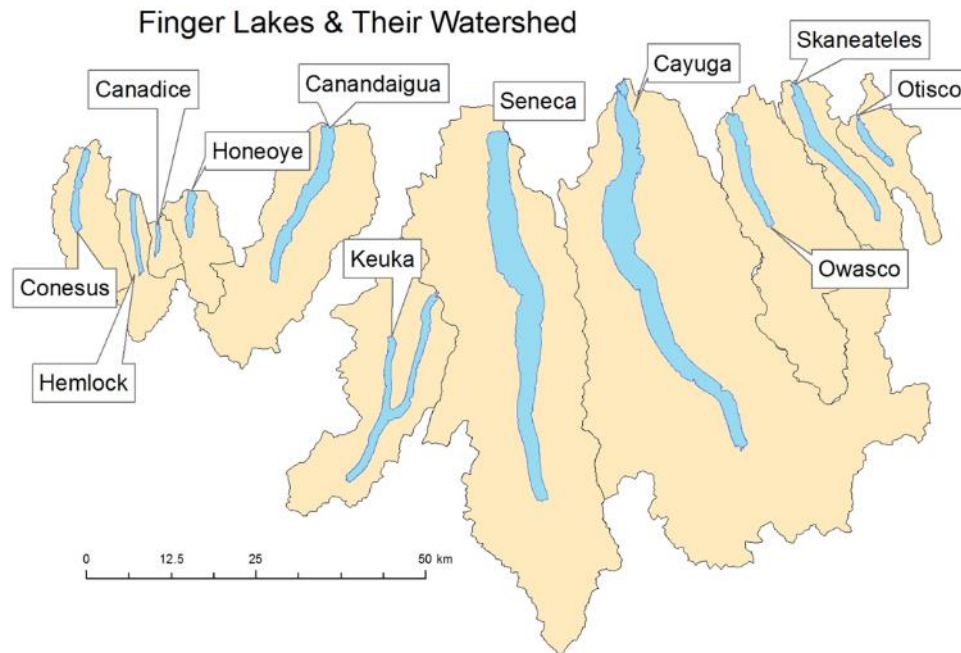 Finger Lakes & Their Watershed
Skaneateles
Cayuga
Canandaigua
Canadice
Seneca
Otisco
Honeoye
Keuka
Owasco
Conesus
Hemlock
0 12.5 25 50 km